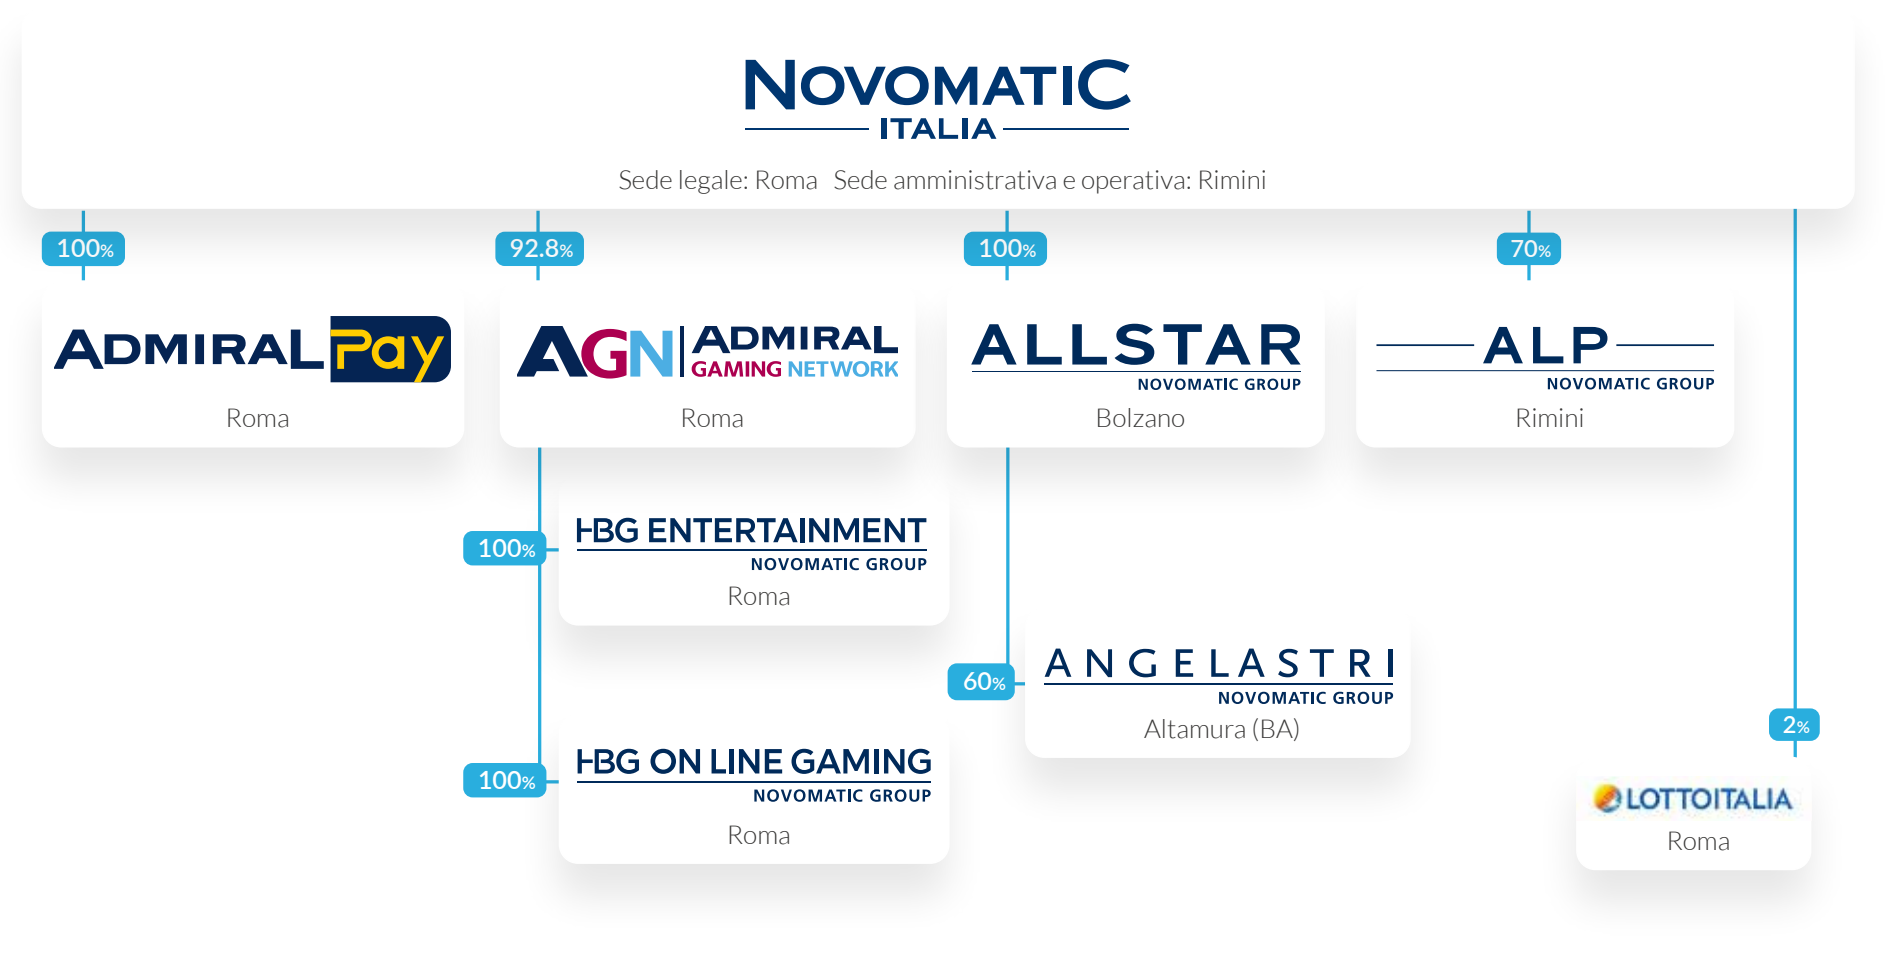 NOVOMATIC
ITALIA
Sede legale: Roma Sede amministrativa e operativa: Rimini
100%
92.8%
100%
70%
ADMIRAL Pay
Roma
AGN ADMIRAL
GAMING NETWORK
Roma
ALLSTAR
NOVOMATIC GROUP
Bolzano
ALP
NOVOMATIC GROUP
Rimini
100%
HBG ENTERTAINMENT
NOVOMATIC GROUP
Roma
60%
ANGELASTRI
NOVOMATIC GROUP
Altamura (BA)
100%
HBG ON LINE GAMING
NOVOMATIC GROUP
Roma
2%
LOTTOITALIA
Roma